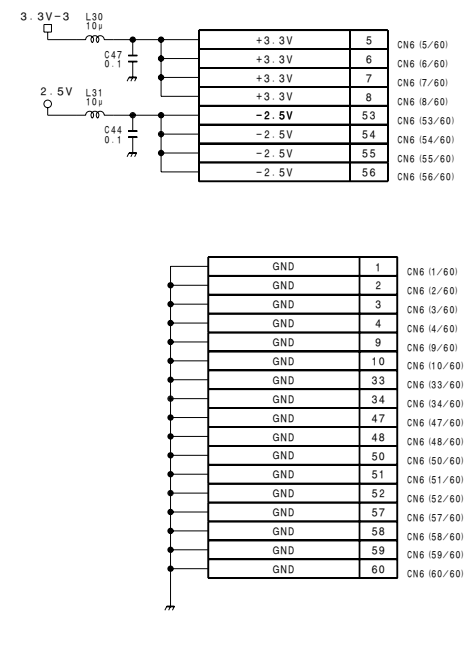 3.3V-3
L30
10μ
C47
0.1
+3.3V 5 CN6 (5/60)
+3.3V 6 CN6 (6/60)
+3.3V 7 CN6 (7/60)
+3.3V 8 CN6 (8/60)
2.5V
L31
10μ
C44
0.1
-2.5V 53 CN6 (53/60)
-2.5V 54 CN6 (54/60)
-2.5V 55 CN6 (55/60)
-2.5V 56 CN6 (56/60)
GND 1 CN6 (1/60)
GND 2 CN6 (2/60)
GND 3 CN6 (3/60)
GND 4 CN6 (4/60)
GND 9 CN6 (9/60)
GND 10 CN6 (10/60)
GND 33 CN6 (33/60)
GND 34 CN6 (34/60)
GND 47 CN6 (47/60)
GND 48 CN6 (48/60)
GND 50 CN6 (50/60)
GND 51 CN6 (51/60)
GND 52 CN6 (52/60)
GND 57 CN6 (57/60)
GND 58 CN6 (58/60)
GND 59 CN6 (59/60)
GND 60 CN6 (60/60)